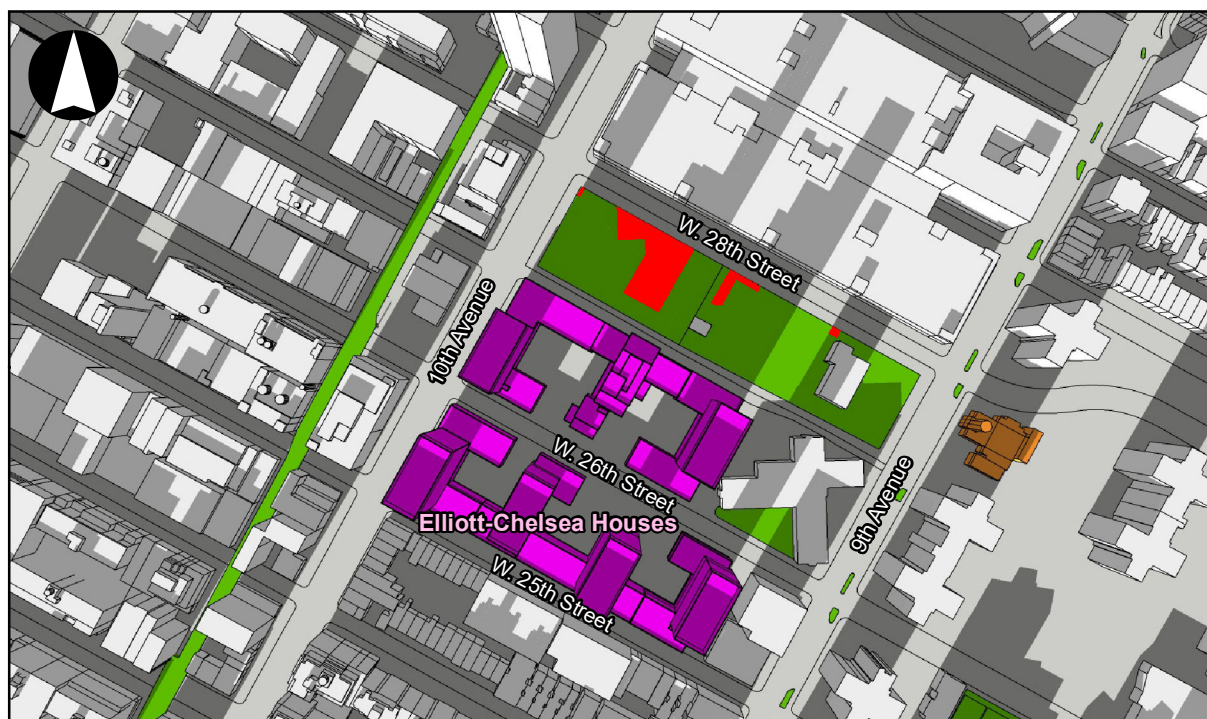 W. 28th Street
10th Avenue
W. 26th Street
9th Avenue
Elliott-Chelsea Houses
W. 25th Street